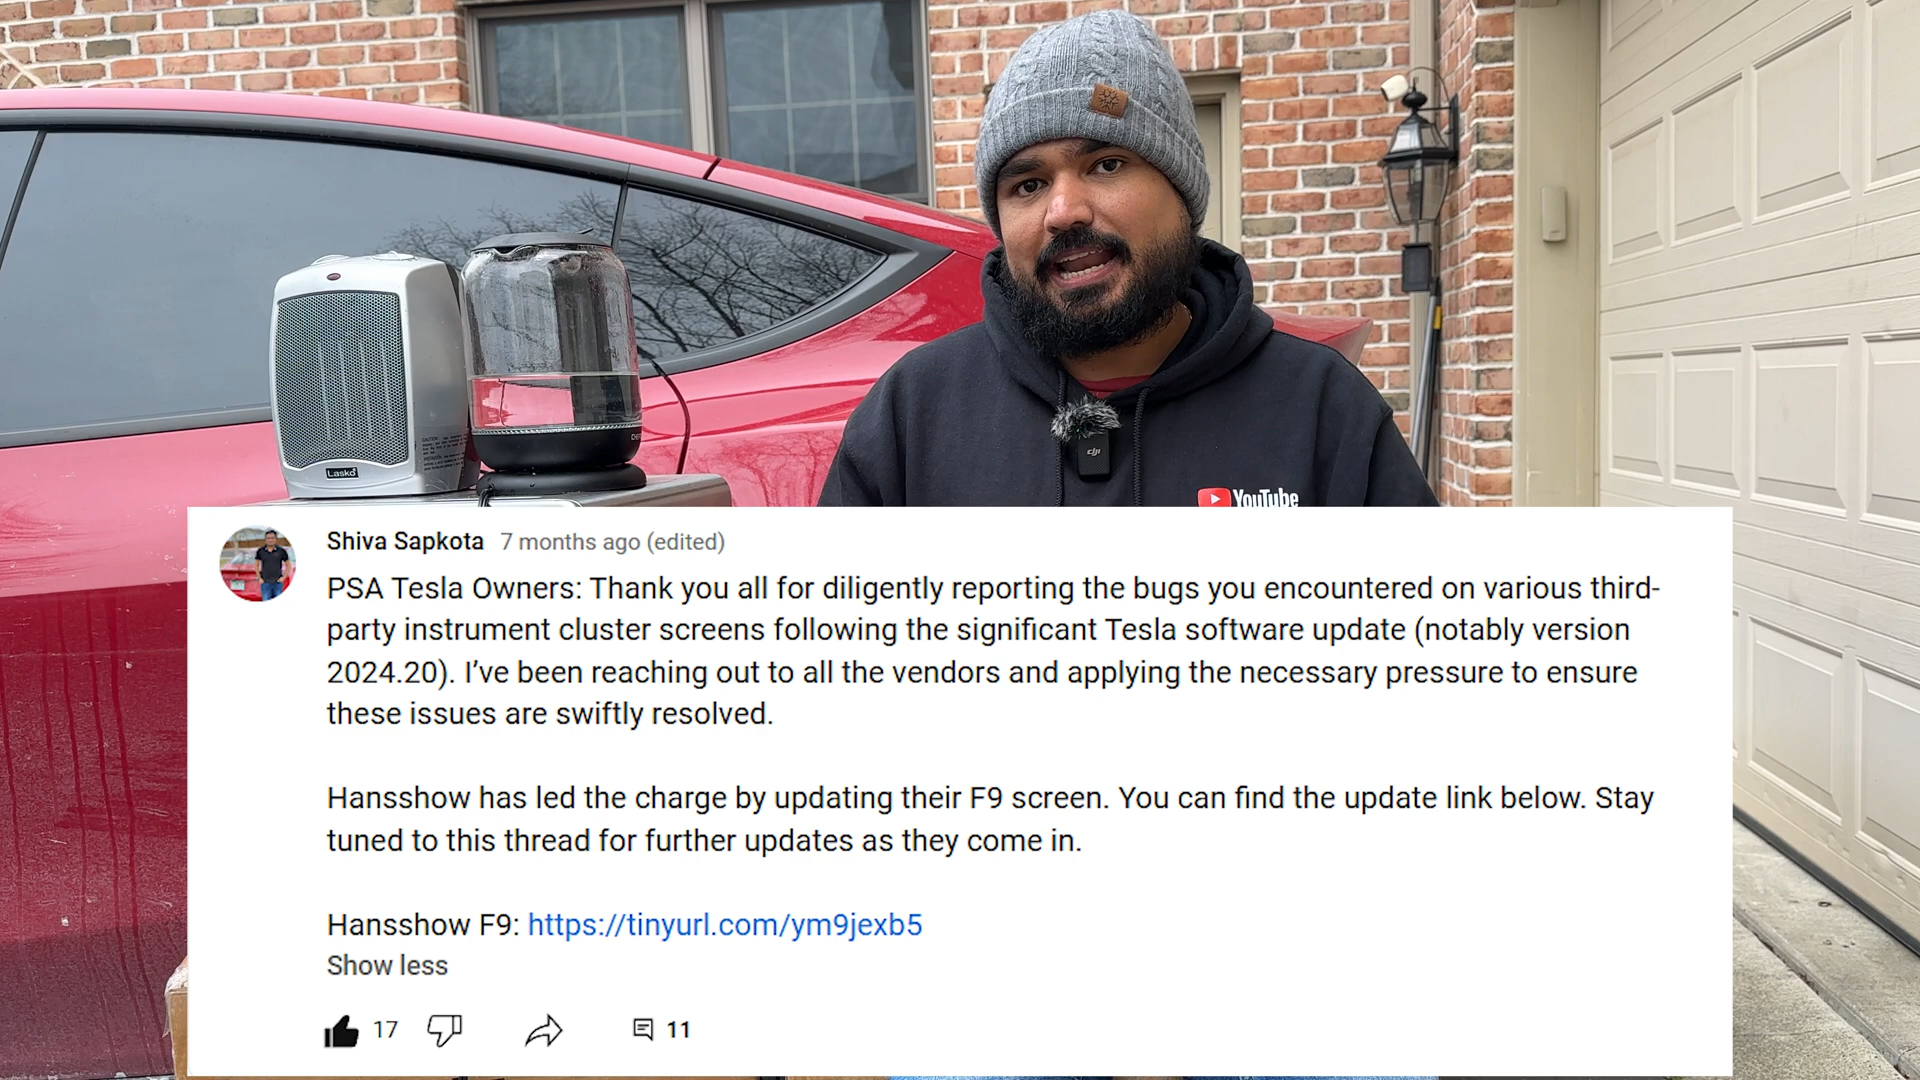 Lasko
dji
YouTube
Shiva Sapkota 7 months ago (edited)
PSA Tesla Owners: Thank you all for diligently reporting the bugs you encountered on various third-
party instrument cluster screens following the significant Tesla software update (notably version
2024.20). I’ve been reaching out to all the vendors and applying the necessary pressure to ensure
these issues are swiftly resolved.
Hansshow has led the charge by updating their F9 screen. You can find the update link below. Stay
tuned to this thread for further updates as they come in.
Hansshow F9: https://tinyurl.com/ym9jexb5
Show less
17 11